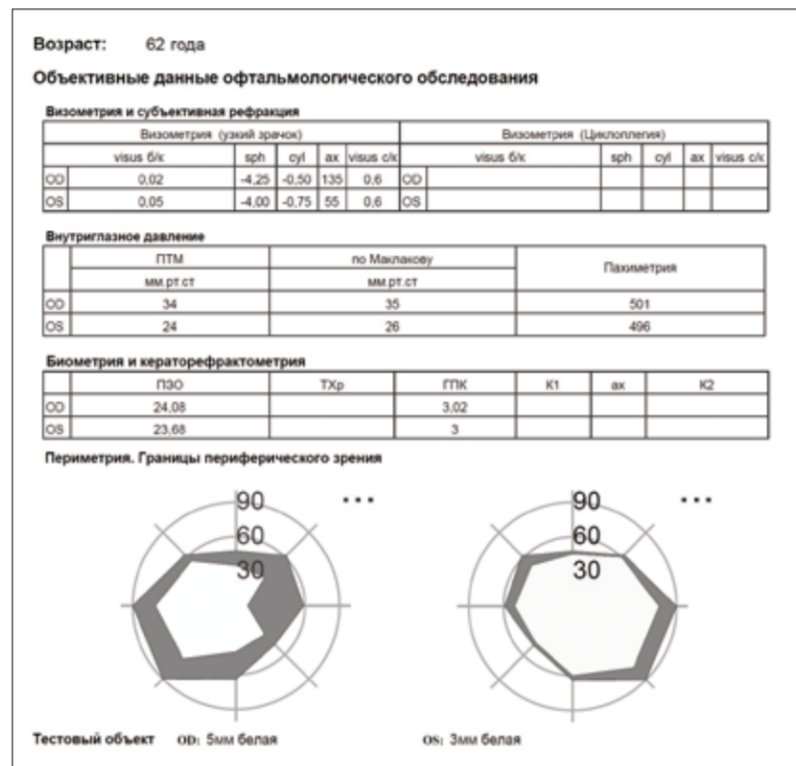 Возраст: 62 года
Объективные данные офтальмологического обследования
Визометрия и субъективная рефракция
Визометрия (узкий зрачок) Визометрия (Циклоплегия)
visus б/к sph cyl ax visus с/к visus б/к sph cyl ax visus с/к
OD 0,02 -4,25 -0,50 135 0,6 OD
OS 0,05 -4,00 -0,75 55 0,6 OS
Внутриглазное давление
ПТМ по Маклакову Пахиметрия
мм.рт.ст мм.рт.ст
OD 34 35 501
OS 24 26 496
Биометрия и кераторефрактометрия
ПЗО ТХр ГПК К1 ax К2
OD 24,08 3,02
OS 23,68 3
Периметрия. Границы периферического зрения
90 ... 90 ...
60 60
30 30
Тестовый объект OD: 5мм белая OS: 3мм белая